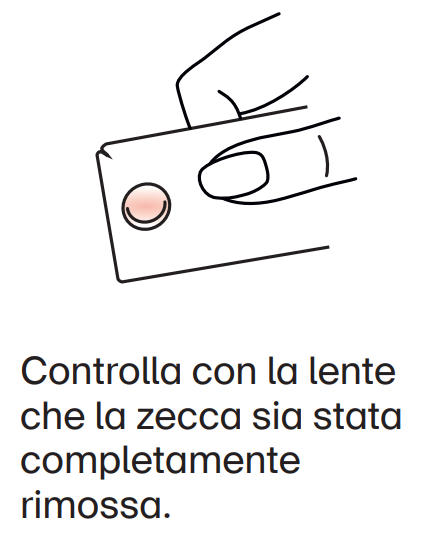 Controlla con la lente
che la zecca sia stata
completamente
rimossa.